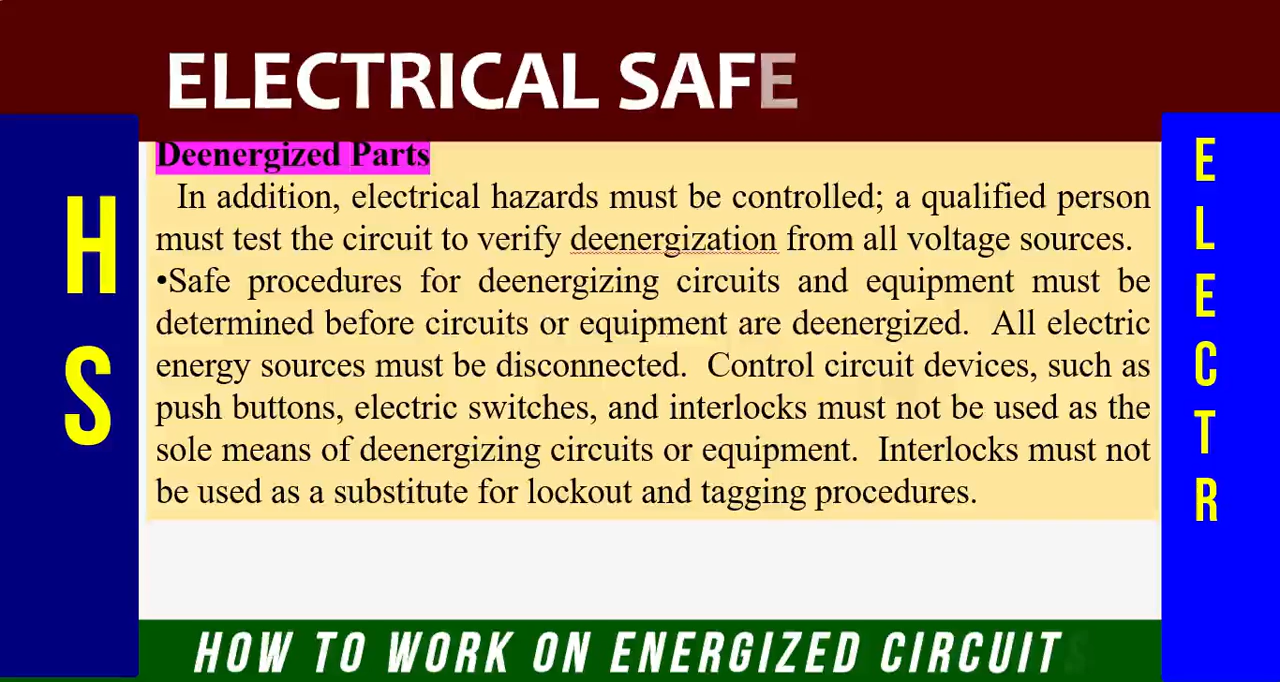 ELECTRICAL SAFE
Deenergized Parts
In addition, electrical hazards must be controlled; a qualified person
must test the circuit to verify deenergization from all voltage sources.
•Safe procedures for deenergizing circuits and equipment must be
determined before circuits or equipment are deenergized. All electric
energy sources must be disconnected. Control circuit devices, such as
push buttons, electric switches, and interlocks must not be used as the
sole means of deenergizing circuits or equipment. Interlocks must not
be used as a substitute for lockout and tagging procedures.
H
S
E
L
E
C
T
R
HOW TO WORK ON ENERGIZED CIRCUITS